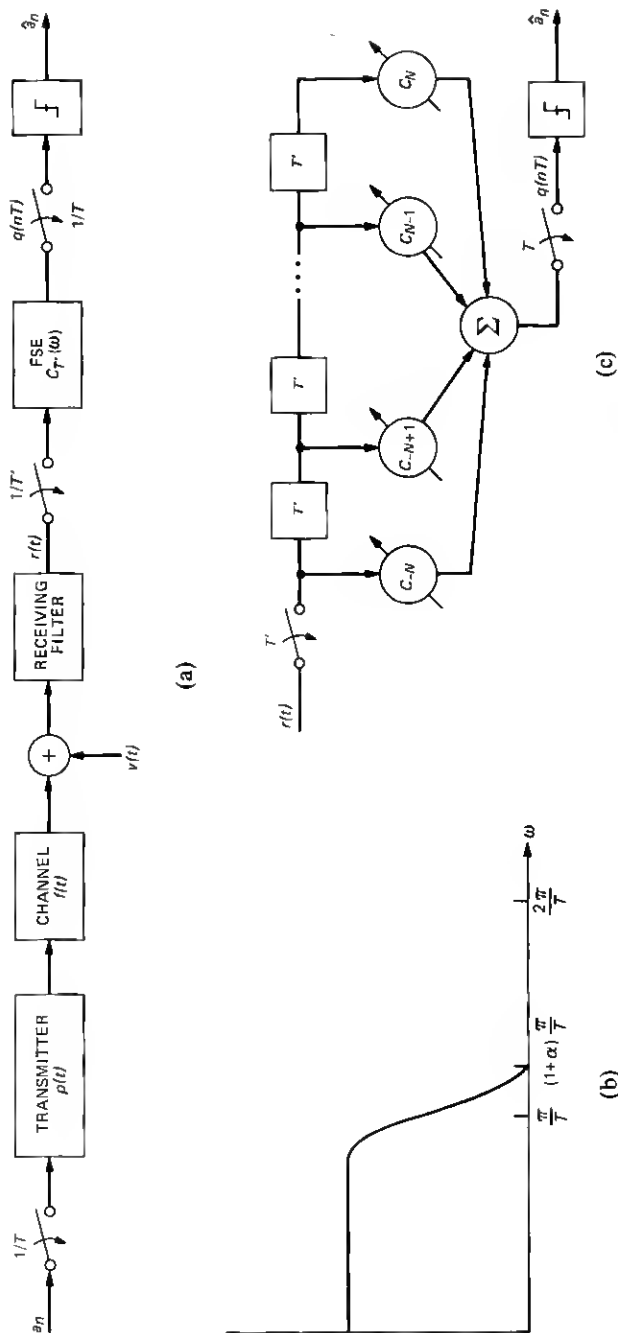 a_n
1/T
TRANSMITTER
p(t)
CHANNEL
f(t)
+
ν(t)
RECEIVING
FILTER
r(t)
1/T'
FSE
C_T'(ω)
q(nT)
1/T
â_n
(a)
π/T
(1+α) π/T
2π/T
ω
(b)
r(t)
T'
T'
T'
T'
C_-N
C_-N+1
C_N-1
C_N
Σ
T
q(nT)
â_n
(c)